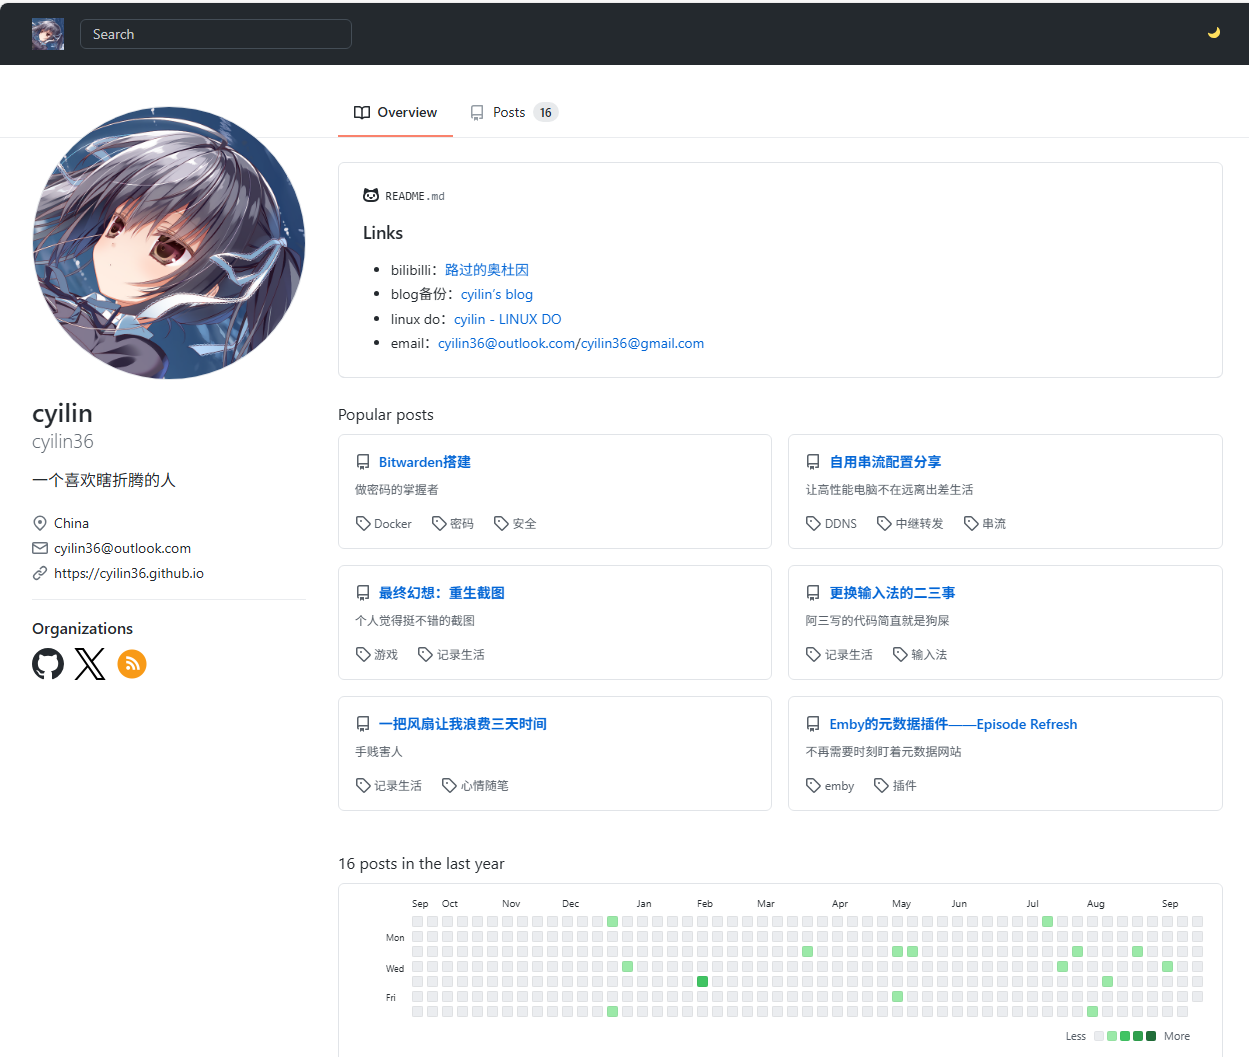 Search
Overview
Posts 16
README.md
Links
bilibilli：路过的奥杜因
blog备份：cyilin's blog
linux do：cyilin - LINUX DO
email：cyilin36@outlook.com/cyilin36@gmail.com
cyilin
cyilin36
一个喜欢瞎折腾的人
China
cyilin36@outlook.com
https://cyilin36.github.io
Organizations
Popular posts
Bitwarden搭建
做密码的掌握者
Docker 密码 安全
自用串流配置分享
让高性能电脑不在远离出差生活
DDNS 中继转发 串流
最终幻想：重生截图
个人觉得挺不错的截图
游戏 记录生活
更换输入法的二三事
阿三写的代码简直就是狗屎
记录生活 输入法
一把风扇让我浪费三天时间
手贱害人
记录生活 心情随笔
Emby的元数据插件——Episode Refresh
不再需要时刻盯着元数据网站
emby 插件
16 posts in the last year
Sep Oct Nov Dec Jan Feb Mar Apr May Jun Jul Aug Sep
Mon
Wed
Fri
Less More